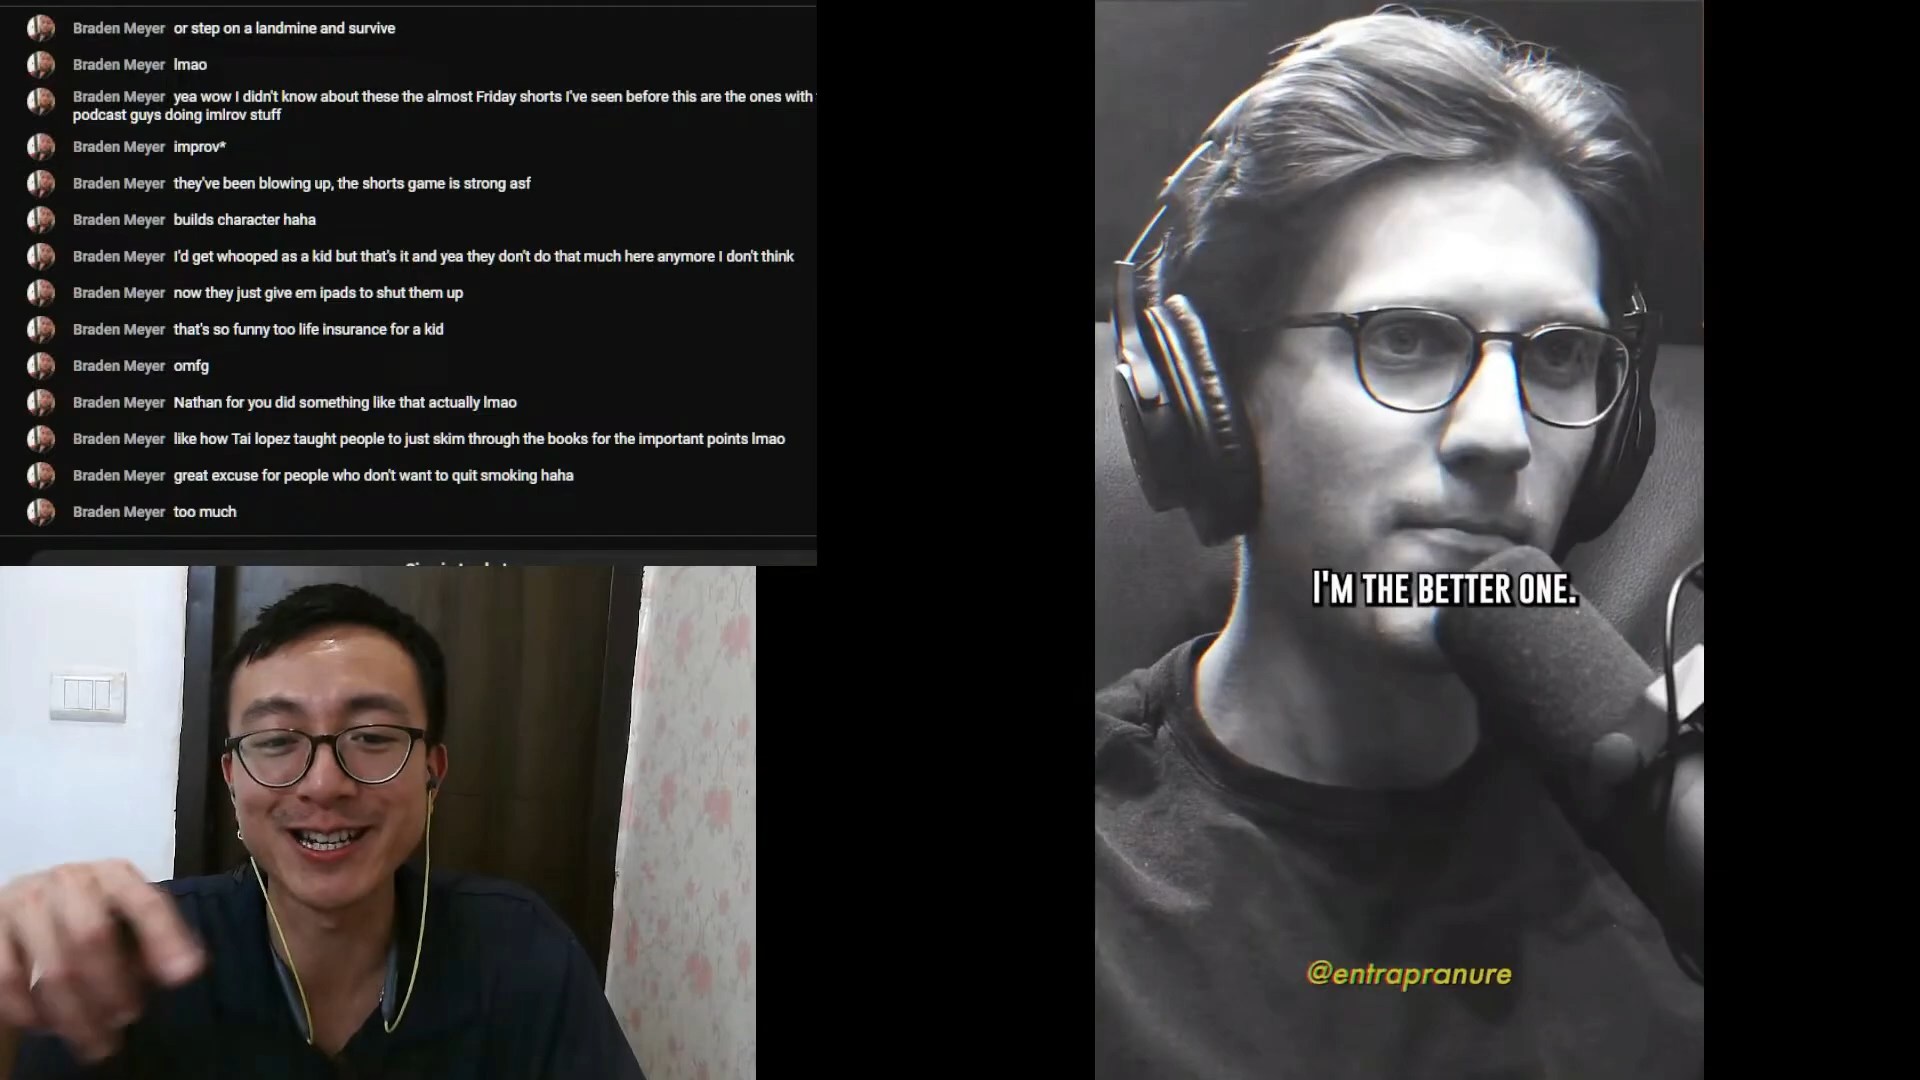 Braden Meyer or step on a landmine and survive
Braden Meyer lmao
Braden Meyer yea wow I didn't know about these the almost Friday shorts I've seen before this are the ones with
podcast guys doing imlrov stuff
Braden Meyer improv*
Braden Meyer they've been blowing up, the shorts game is strong asf
Braden Meyer builds character haha
Braden Meyer I'd get whooped as a kid but that's it and yea they don't do that much here anymore I don't think
Braden Meyer now they just give em ipads to shut them up
Braden Meyer that's so funny too life insurance for a kid
Braden Meyer omfg
Braden Meyer Nathan for you did something like that actually lmao
Braden Meyer like how Tai lopez taught people to just skim through the books for the important points lmao
Braden Meyer great excuse for people who don't want to quit smoking haha
Braden Meyer too much
I'M THE BETTER ONE.
@entrapranure